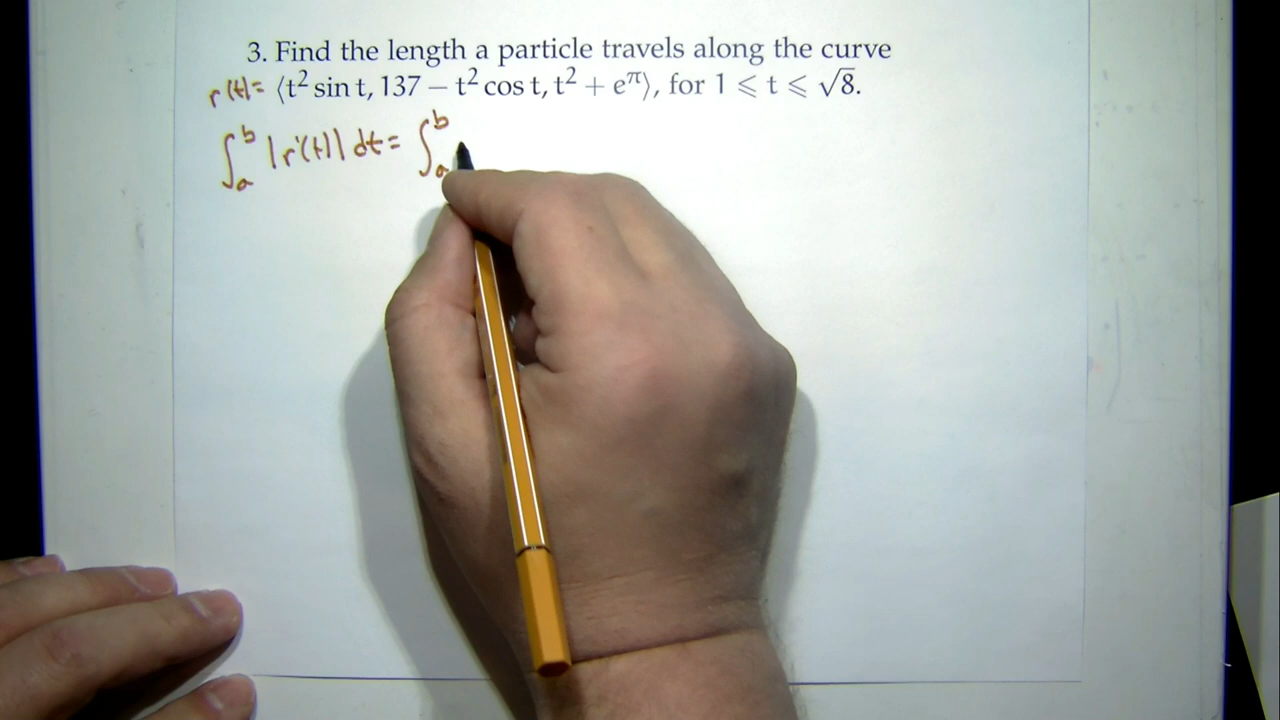 3. Find the length a particle travels along the curve
r(t)= ⟨t² sin t, 137 − t² cos t, t² + e^π⟩, for 1 ⩽ t ⩽ √8.
∫_a^b |r'(t)| dt = ∫_a^b